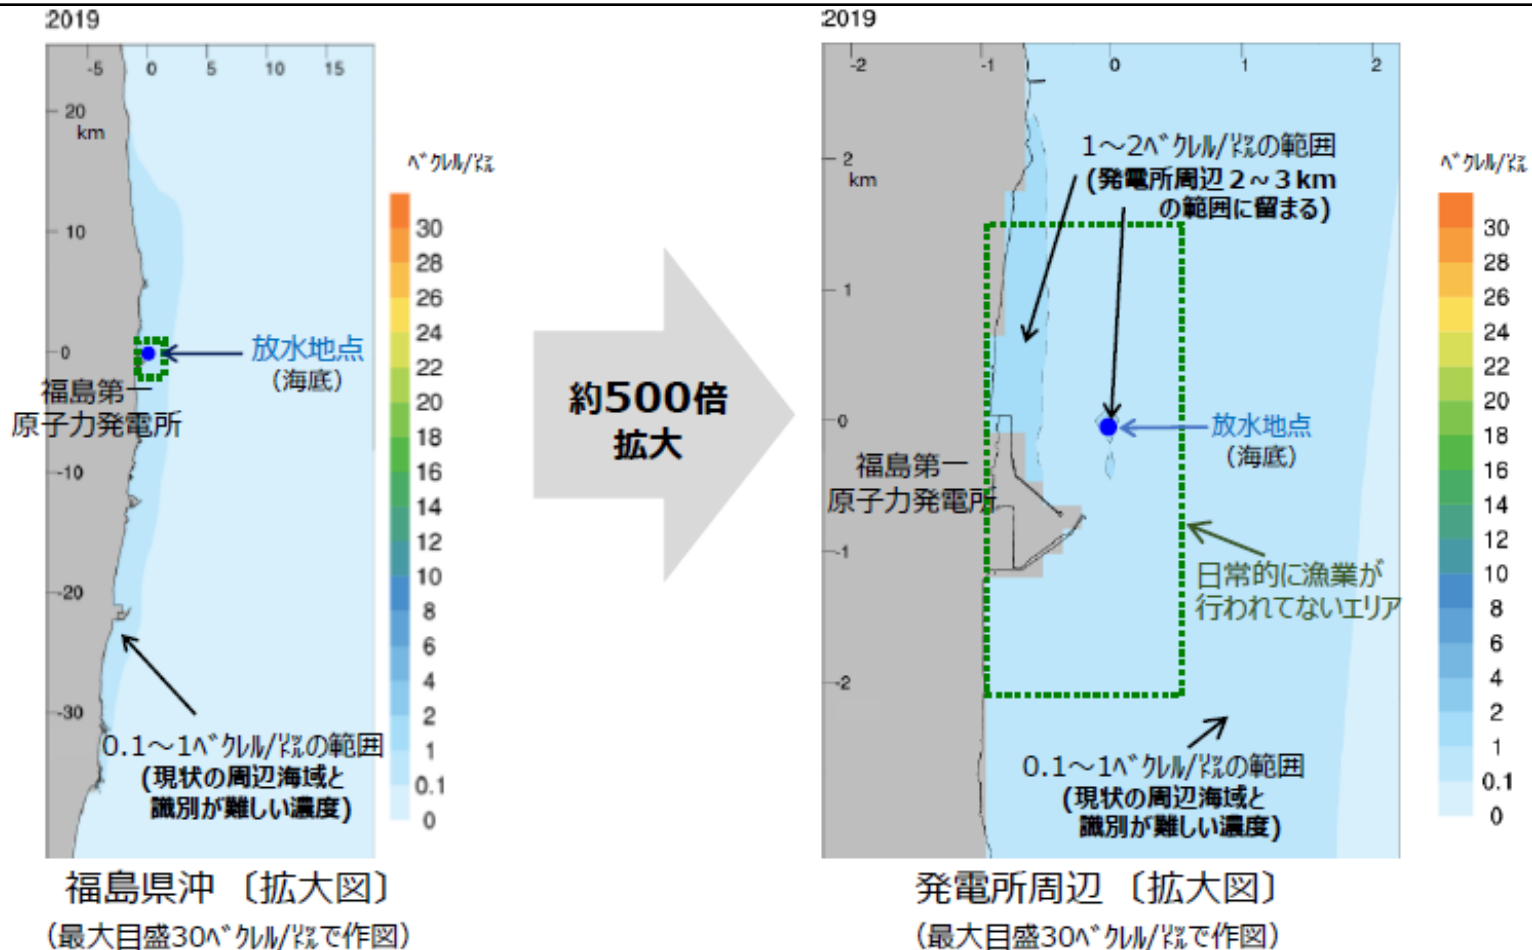 2019
-5 0 5 10 15
20
km
10
0
-10
-20
-30
放水地点
（海底）
福島第一
原子力発電所
0.1～1ﾍﾞｸﾚﾙ/㍑の範囲
(現状の周辺海域と
識別が難しい濃度)
ﾍﾞｸﾚﾙ/㍑
30
28
26
24
22
20
18
16
14
12
10
8
6
4
2
1
0.1
0
福島県沖〔拡大図〕
（最大目盛30ﾍﾞｸﾚﾙ/㍑で作図）
約500倍
拡大
2019
-2 -1 0 1 2
2
km
1
0
-1
-2
1～2ﾍﾞｸﾚﾙ/㍑の範囲
(発電所周辺２～３km
の範囲に留まる)
放水地点
（海底）
福島第一
原子力発電所
日常的に漁業が
行われてないエリア
0.1～1ﾍﾞｸﾚﾙ/㍑の範囲
(現状の周辺海域と
識別が難しい濃度)
ﾍﾞｸﾚﾙ/㍑
30
28
26
24
22
20
18
16
14
12
10
8
6
4
2
1
0.1
0
発電所周辺〔拡大図〕
（最大目盛30ﾍﾞｸﾚﾙ/㍑で作図）